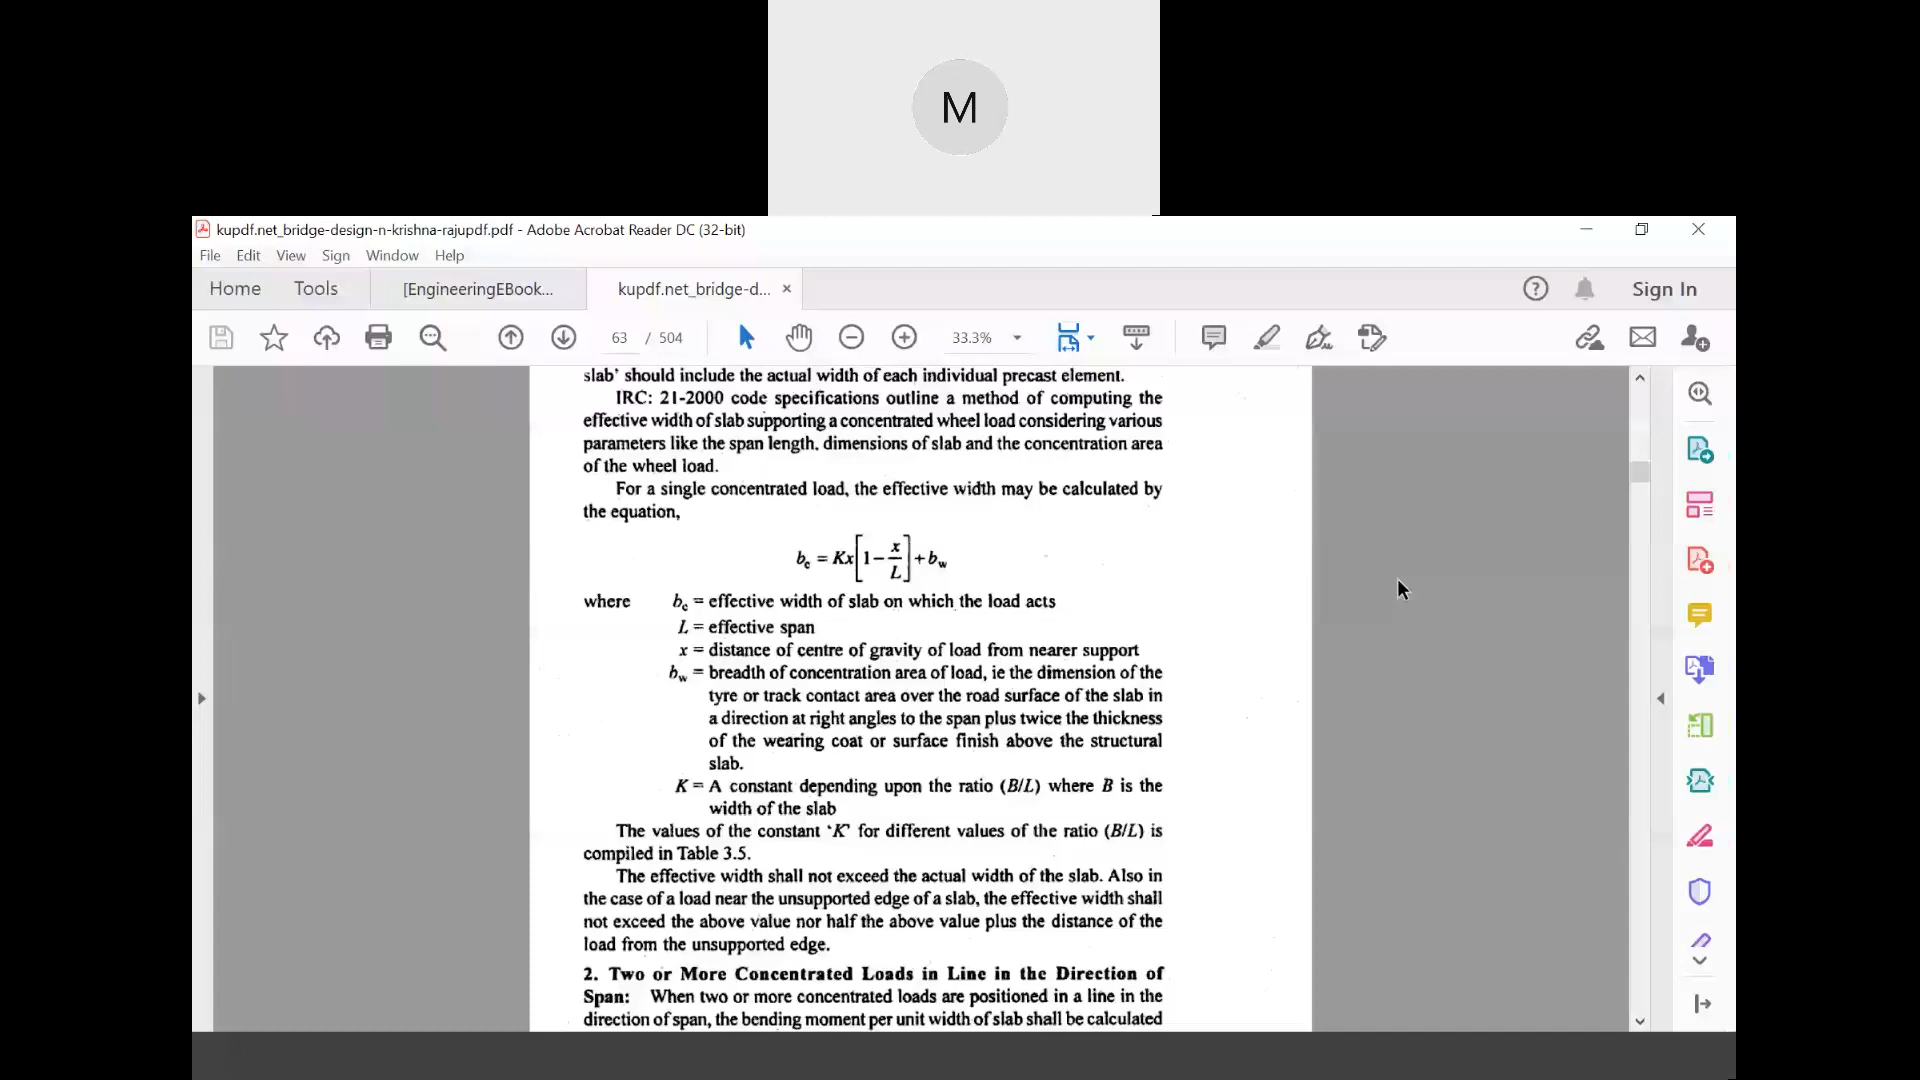 M
kupdf.net_bridge-design-n-krishna-rajupdf.pdf - Adobe Acrobat Reader DC (32-bit)
File Edit View Sign Window Help
Home Tools [EngineeringEBook... kupdf.net_bridge-d... × Sign In
63 / 504 33.3%
slab' should include the actual width of each individual precast element.
IRC: 21-2000 code specifications outline a method of computing the
effective width of slab supporting a concentrated wheel load considering various
parameters like the span length, dimensions of slab and the concentration area
of the wheel load.
For a single concentrated load, the effective width may be calculated by
the equation,
b_e = Kx[1 - x/L] + b_w
where b_e = effective width of slab on which the load acts
L = effective span
x = distance of centre of gravity of load from nearer support
b_w = breadth of concentration area of load, ie the dimension of the
tyre or track contact area over the road surface of the slab in
a direction at right angles to the span plus twice the thickness
of the wearing coat or surface finish above the structural
slab.
K = A constant depending upon the ratio (B/L) where B is the
width of the slab
The values of the constant 'K' for different values of the ratio (B/L) is
compiled in Table 3.5.
The effective width shall not exceed the actual width of the slab. Also in
the case of a load near the unsupported edge of a slab, the effective width shall
not exceed the above value nor half the above value plus the distance of the
load from the unsupported edge.
2. Two or More Concentrated Loads in Line in the Direction of
Span: When two or more concentrated loads are positioned in a line in the
direction of span, the bending moment per unit width of slab shall be calculated